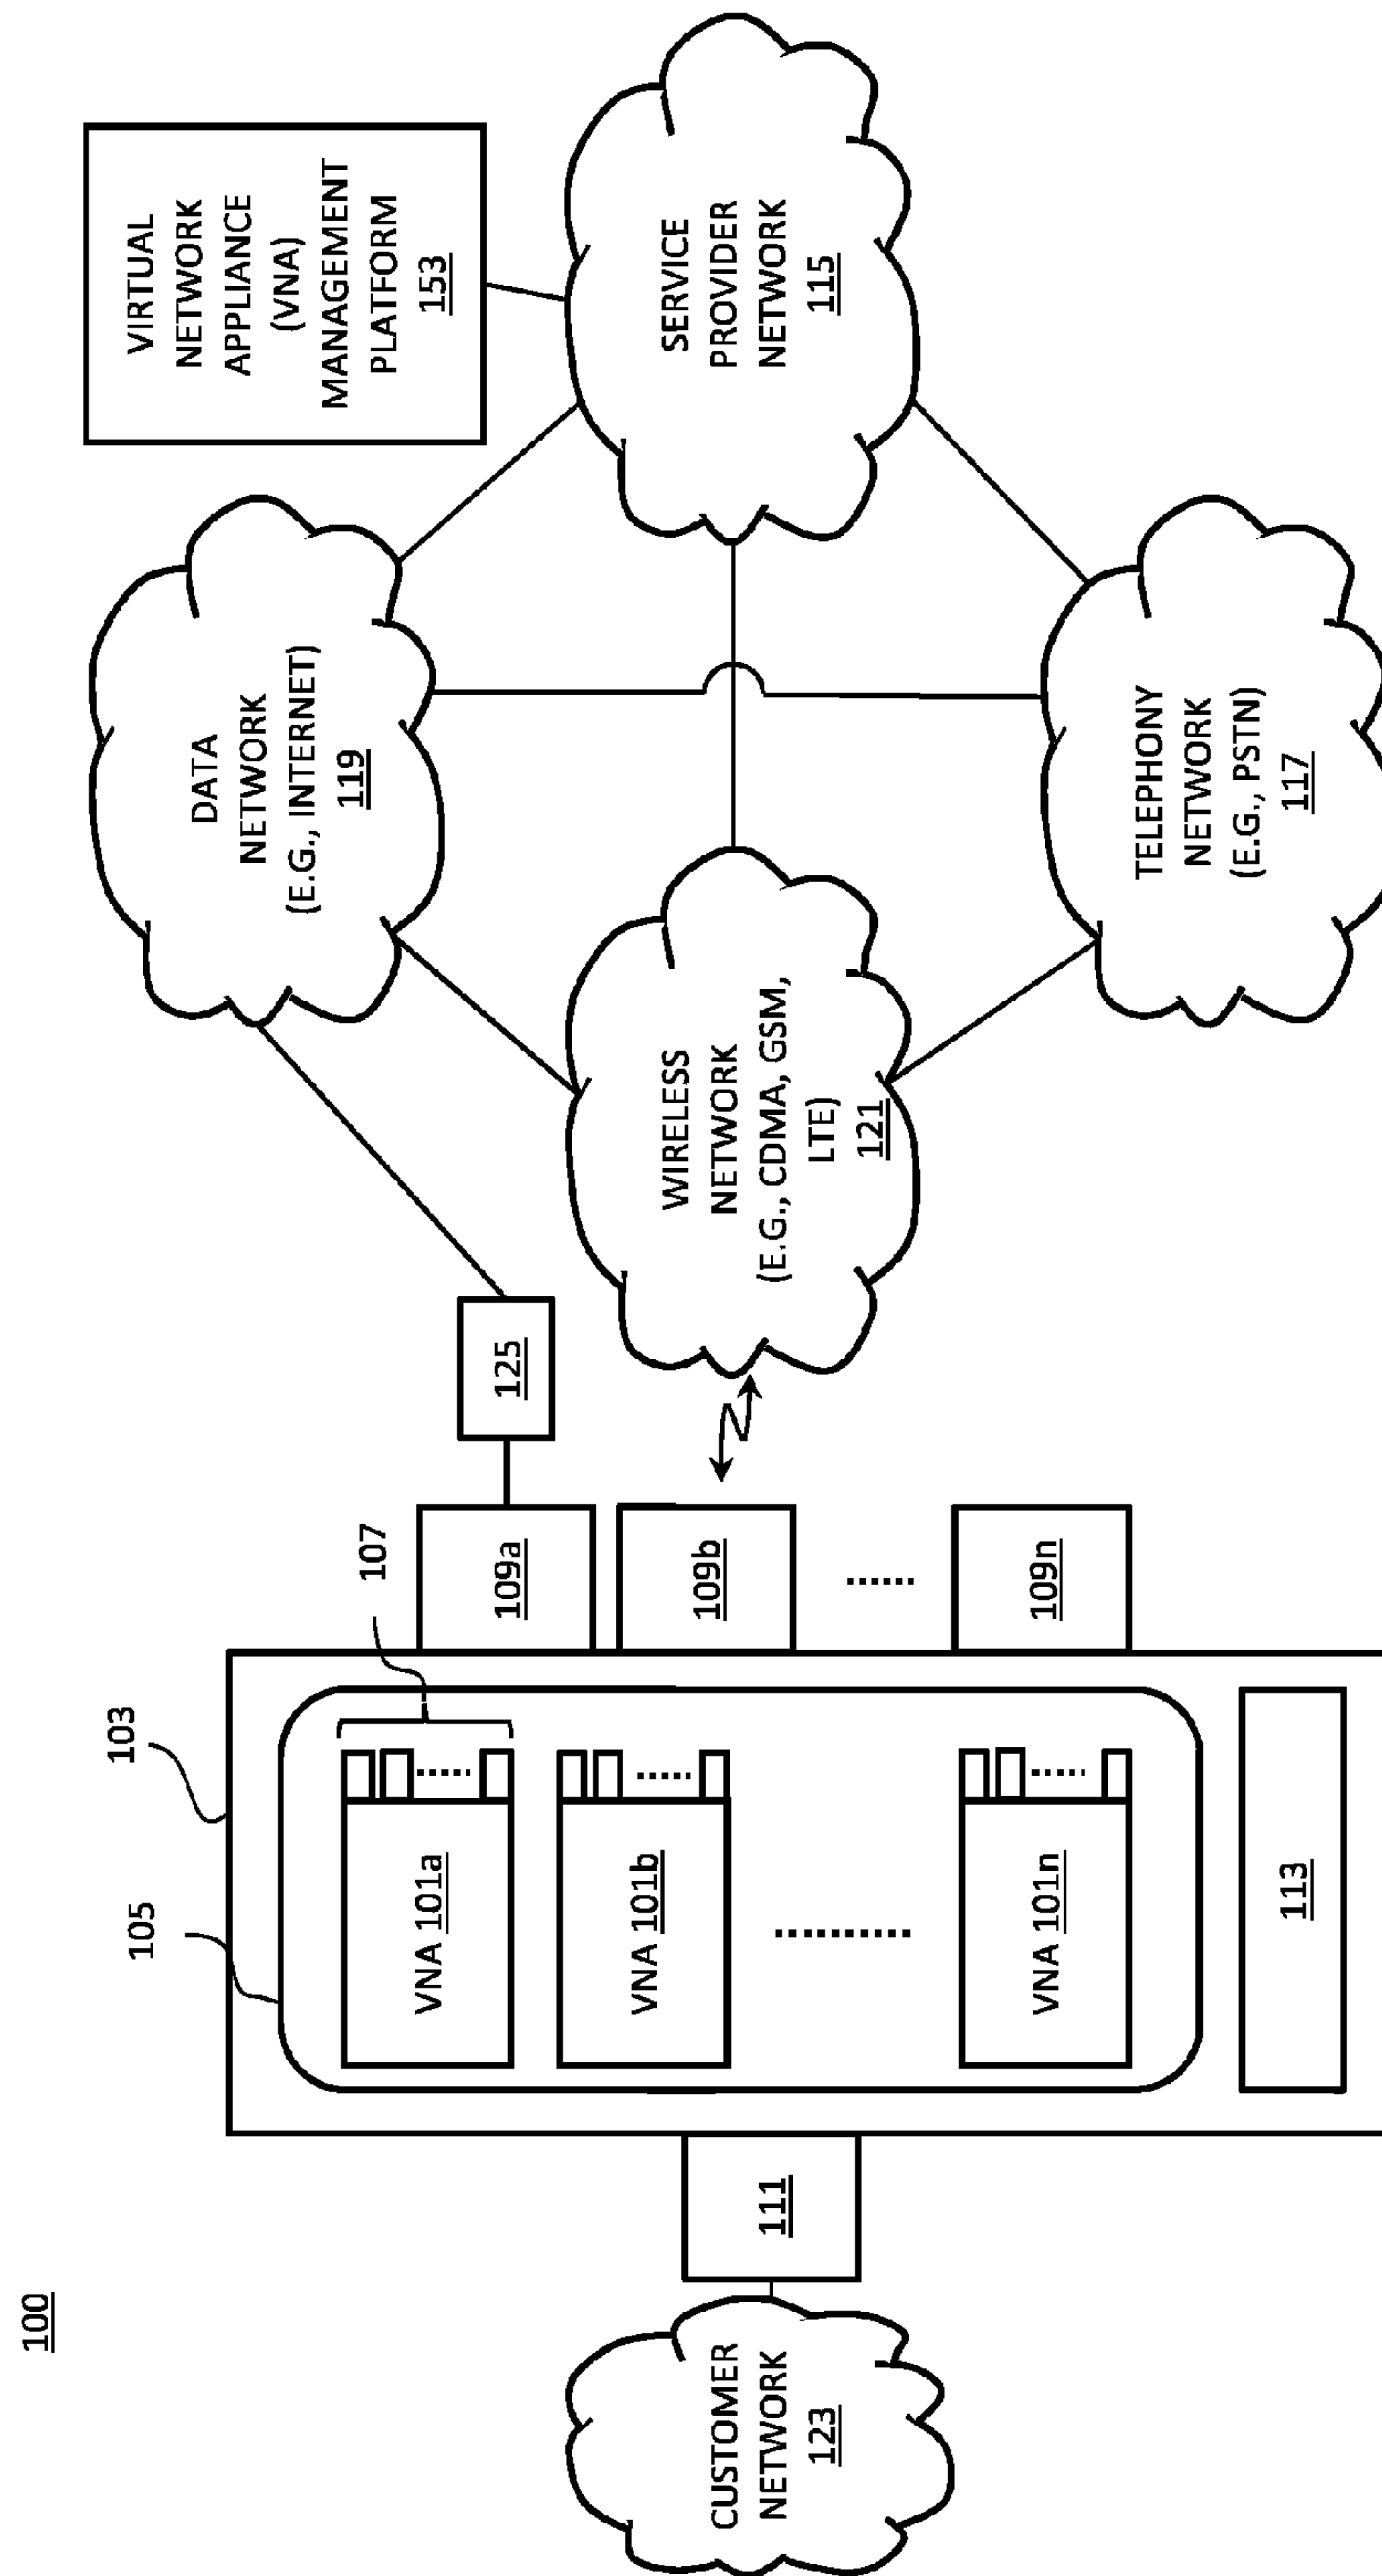 100
VIRTUAL
NETWORK
APPLIANCE
(VNA)
MANAGEMENT
PLATFORM
153
DATA
NETWORK
(E.G., INTERNET)
119
SERVICE
PROVIDER
NETWORK
115
WIRELESS
NETWORK
(E.G., CDMA, GSM,
LTE)
121
TELEPHONY
NETWORK
(E.G., PSTN)
117
125
103
105
107
109a
109b
......
109n
VNA 101a
......
VNA 101b
......
..........
VNA 101n
......
113
111
CUSTOMER
NETWORK
123